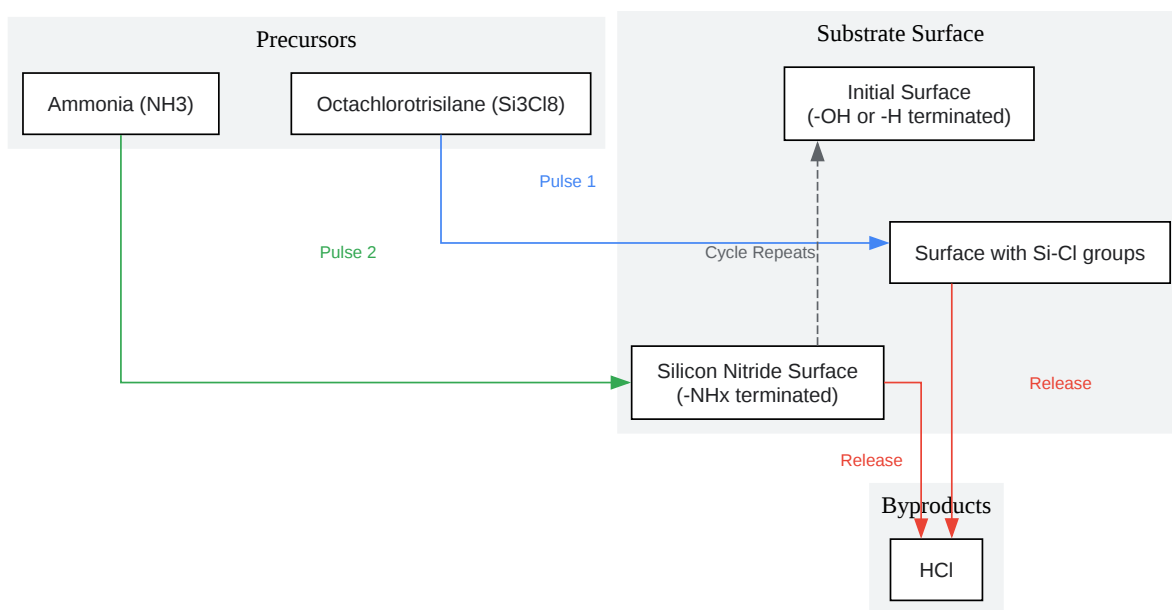 Precursors
Ammonia (NH3)
Octachlorotrisilane (Si3Cl8)
Substrate Surface
Initial Surface
(-OH or -H terminated)
Pulse 1
Pulse 2
Cycle Repeats
Surface with Si-Cl groups
Silicon Nitride Surface
(-NHx terminated)
Release
Release
Byproducts
HCl